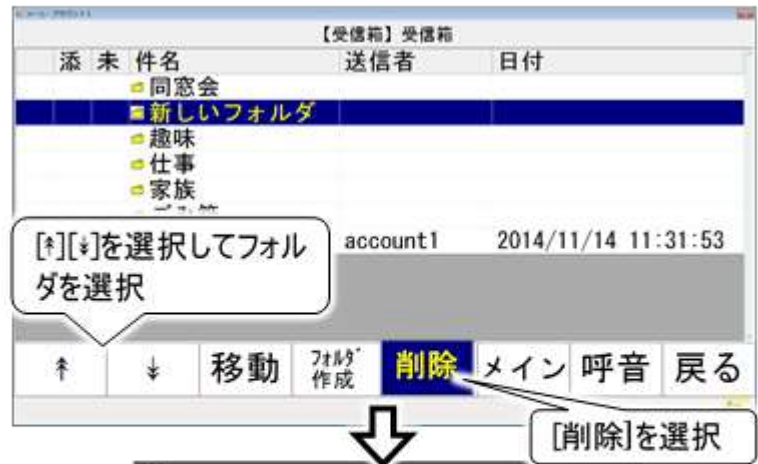 【受信箱】受信箱
添 未 件名 送信者 日付
同窓会
新しいフォルダ
趣味
仕事
家族
account1 2014/11/14 11:31:53
[↟][↡]を選択してフォル
ダを選択
↟ ↡ 移動 ﾌｫﾙﾀﾞ作成 削除 メイン 呼音 戻る
[削除]を選択